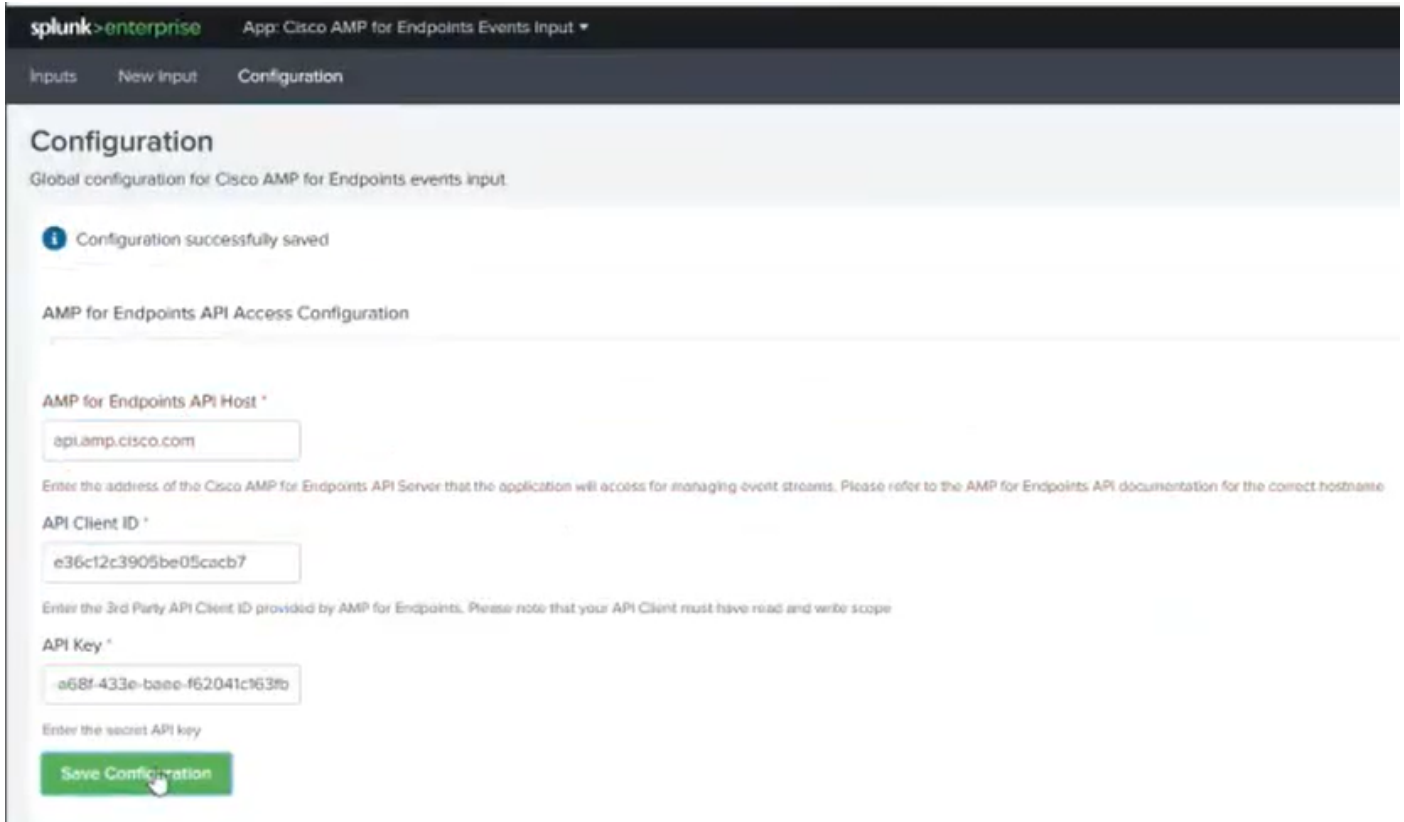 splunk>enterprise App: Cisco AMP for Endpoints Events Input
Inputs New Input Configuration
Configuration
Global configuration for Cisco AMP for Endpoints events input
Configuration successfully saved
AMP for Endpoints API Access Configuration
AMP for Endpoints API Host *
api.amp.cisco.com
Enter the address of the Cisco AMP for Endpoints API Server that the application will access for managing event streams. Please refer to the AMP for Endpoints API documentation for the correct hostname
API Client ID *
e36c12c3905be05cacb7
Enter the 3rd Party API Client ID provided by AMP for Endpoints. Please note that your API Client must have read and write scope
API Key *
-a68f-433e-baee-f62041c163fb
Enter the secret API key
Save Configuration